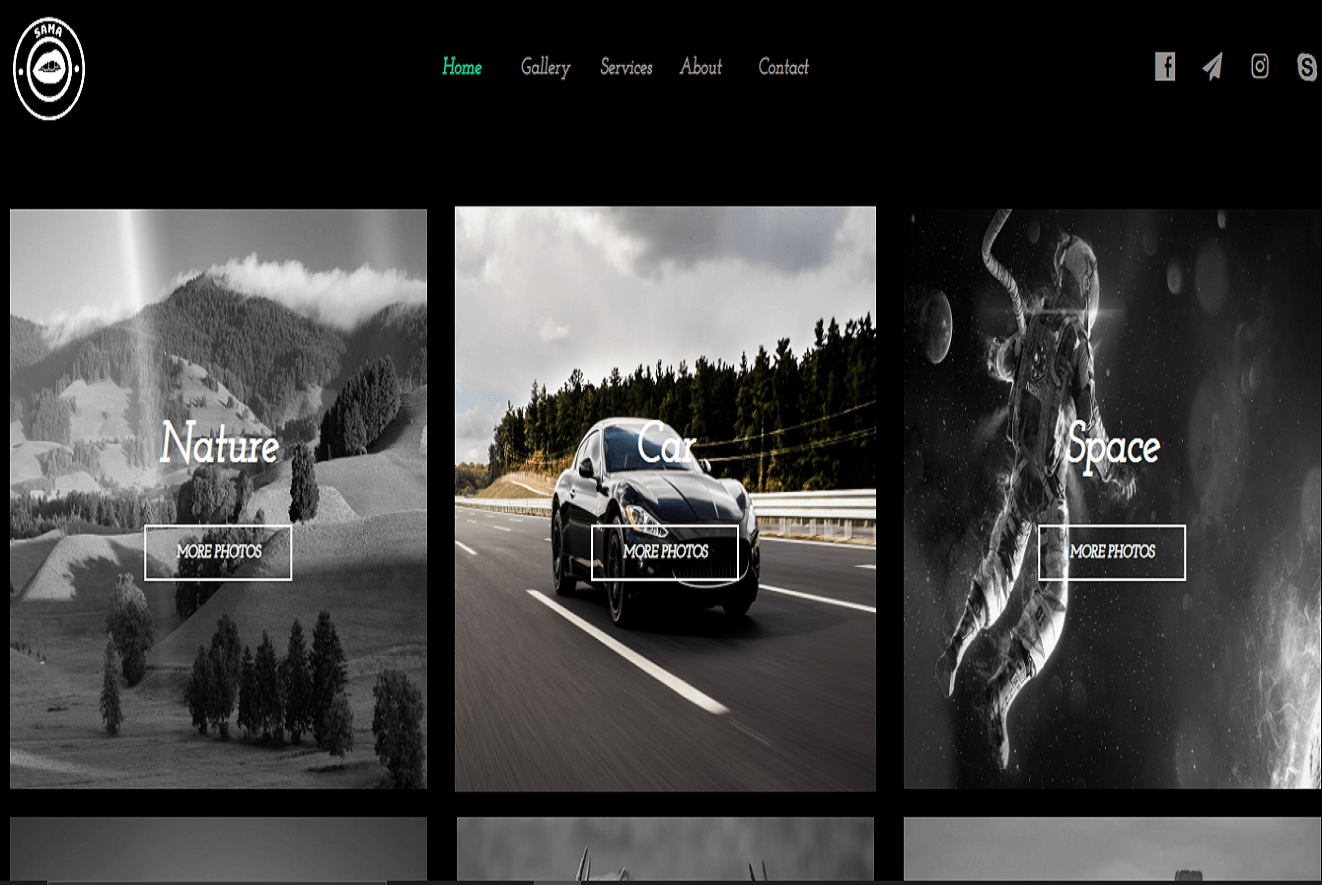 SAMA
Home Gallery Services About Contact
Nature
Car
Space
MORE PHOTOS
MORE PHOTOS
MORE PHOTOS